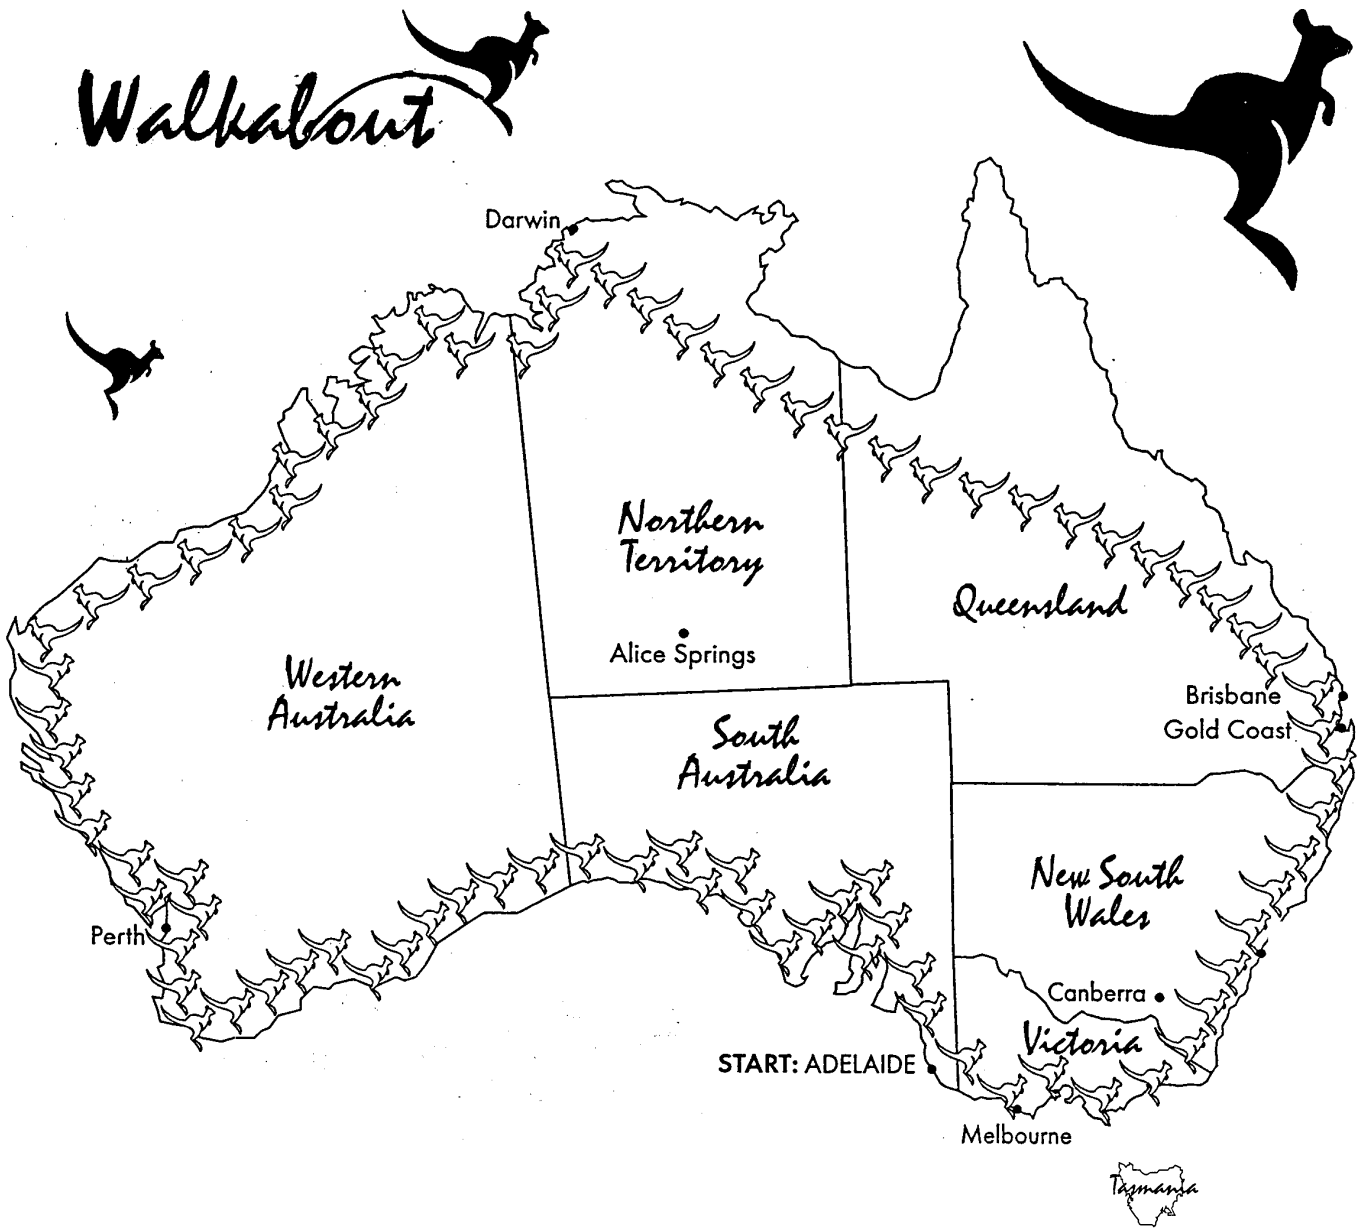 Walkabout
Darwin
Northern
Territory
Queensland
Alice Springs
Western
Australia
Brisbane
Gold Coast
South
Australia
New South
Wales
Perth
Canberra
Victoria
START: ADELAIDE
Melbourne
Tasmania